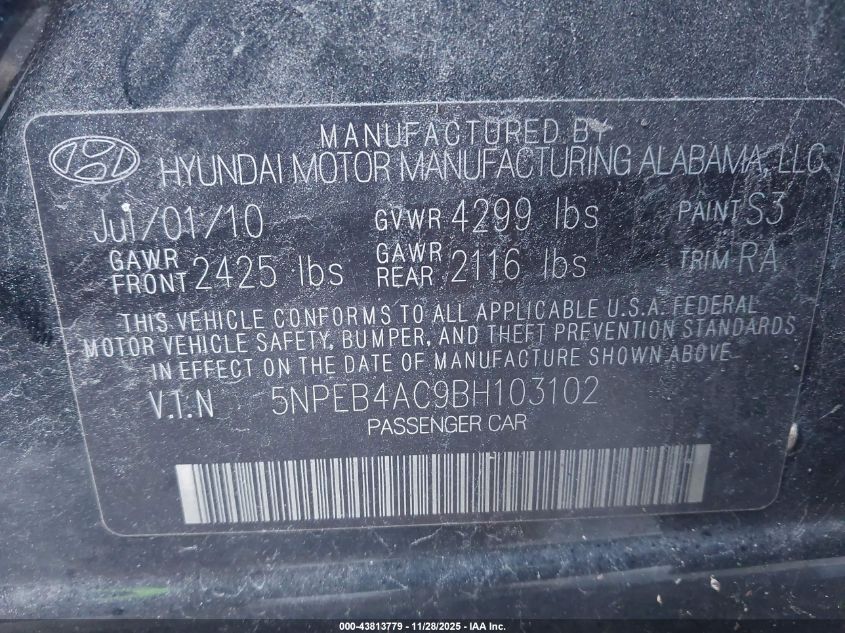 MANUFACTURED BY
HYUNDAI MOTOR MANUFACTURING ALABAMA, LLC
Jul/01/10 GVWR 4299 lbs PAINT S3
GAWR FRONT 2425 lbs GAWR REAR 2116 lbs TRIM RA
THIS VEHICLE CONFORMS TO ALL APPLICABLE U.S.A. FEDERAL
MOTOR VEHICLE SAFETY, BUMPER, AND THEFT PREVENTION STANDARDS
IN EFFECT ON THE DATE OF MANUFACTURE SHOWN ABOVE
V.I.N 5NPEB4AC9BH103102
PASSENGER CAR
000-43813779 - 11/28/2025 - IAA Inc.